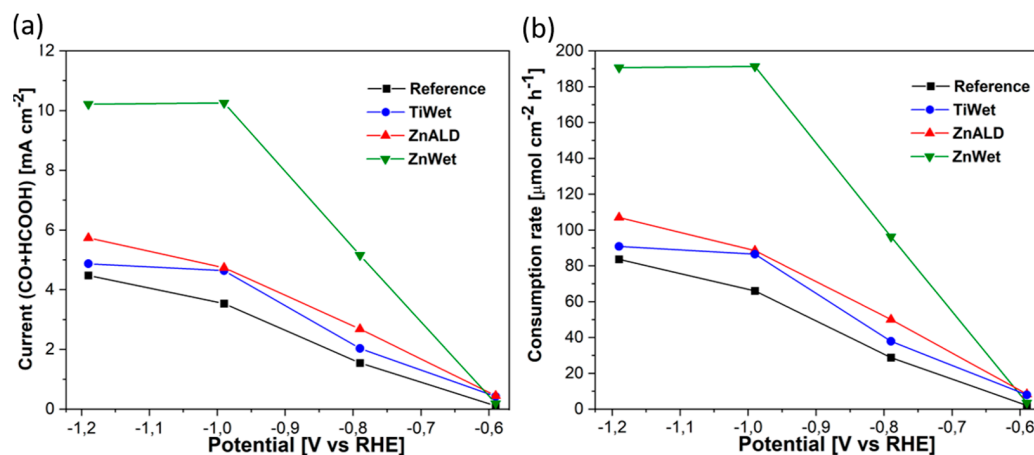 (a)
Current (CO+HCOOH) [mA cm⁻²]
12
10
8
6
4
2
0
Reference
TiWet
ZnALD
ZnWet
-1,2 -1,1 -1,0 -0,9 -0,8 -0,7 -0,6
Potential [V vs RHE]
(b)
Consumption rate [μmol cm⁻² h⁻¹]
200
180
160
140
120
100
80
60
40
20
0
Reference
TiWet
ZnALD
ZnWet
-1,2 -1,1 -1,0 -0,9 -0,8 -0,7 -0,6
Potential [V vs RHE]